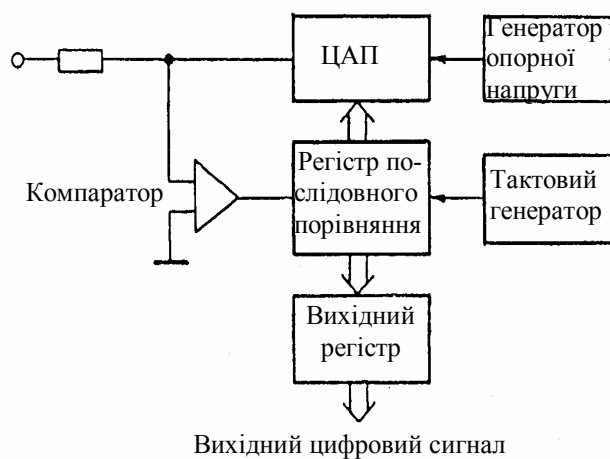 ЦАП
Генератор
опорної
напруги
Компаратор
Регістр по-
слідовного
порівняння
Тактовий
генератор
Вихідний
регістр
Вихідний цифровий сигнал